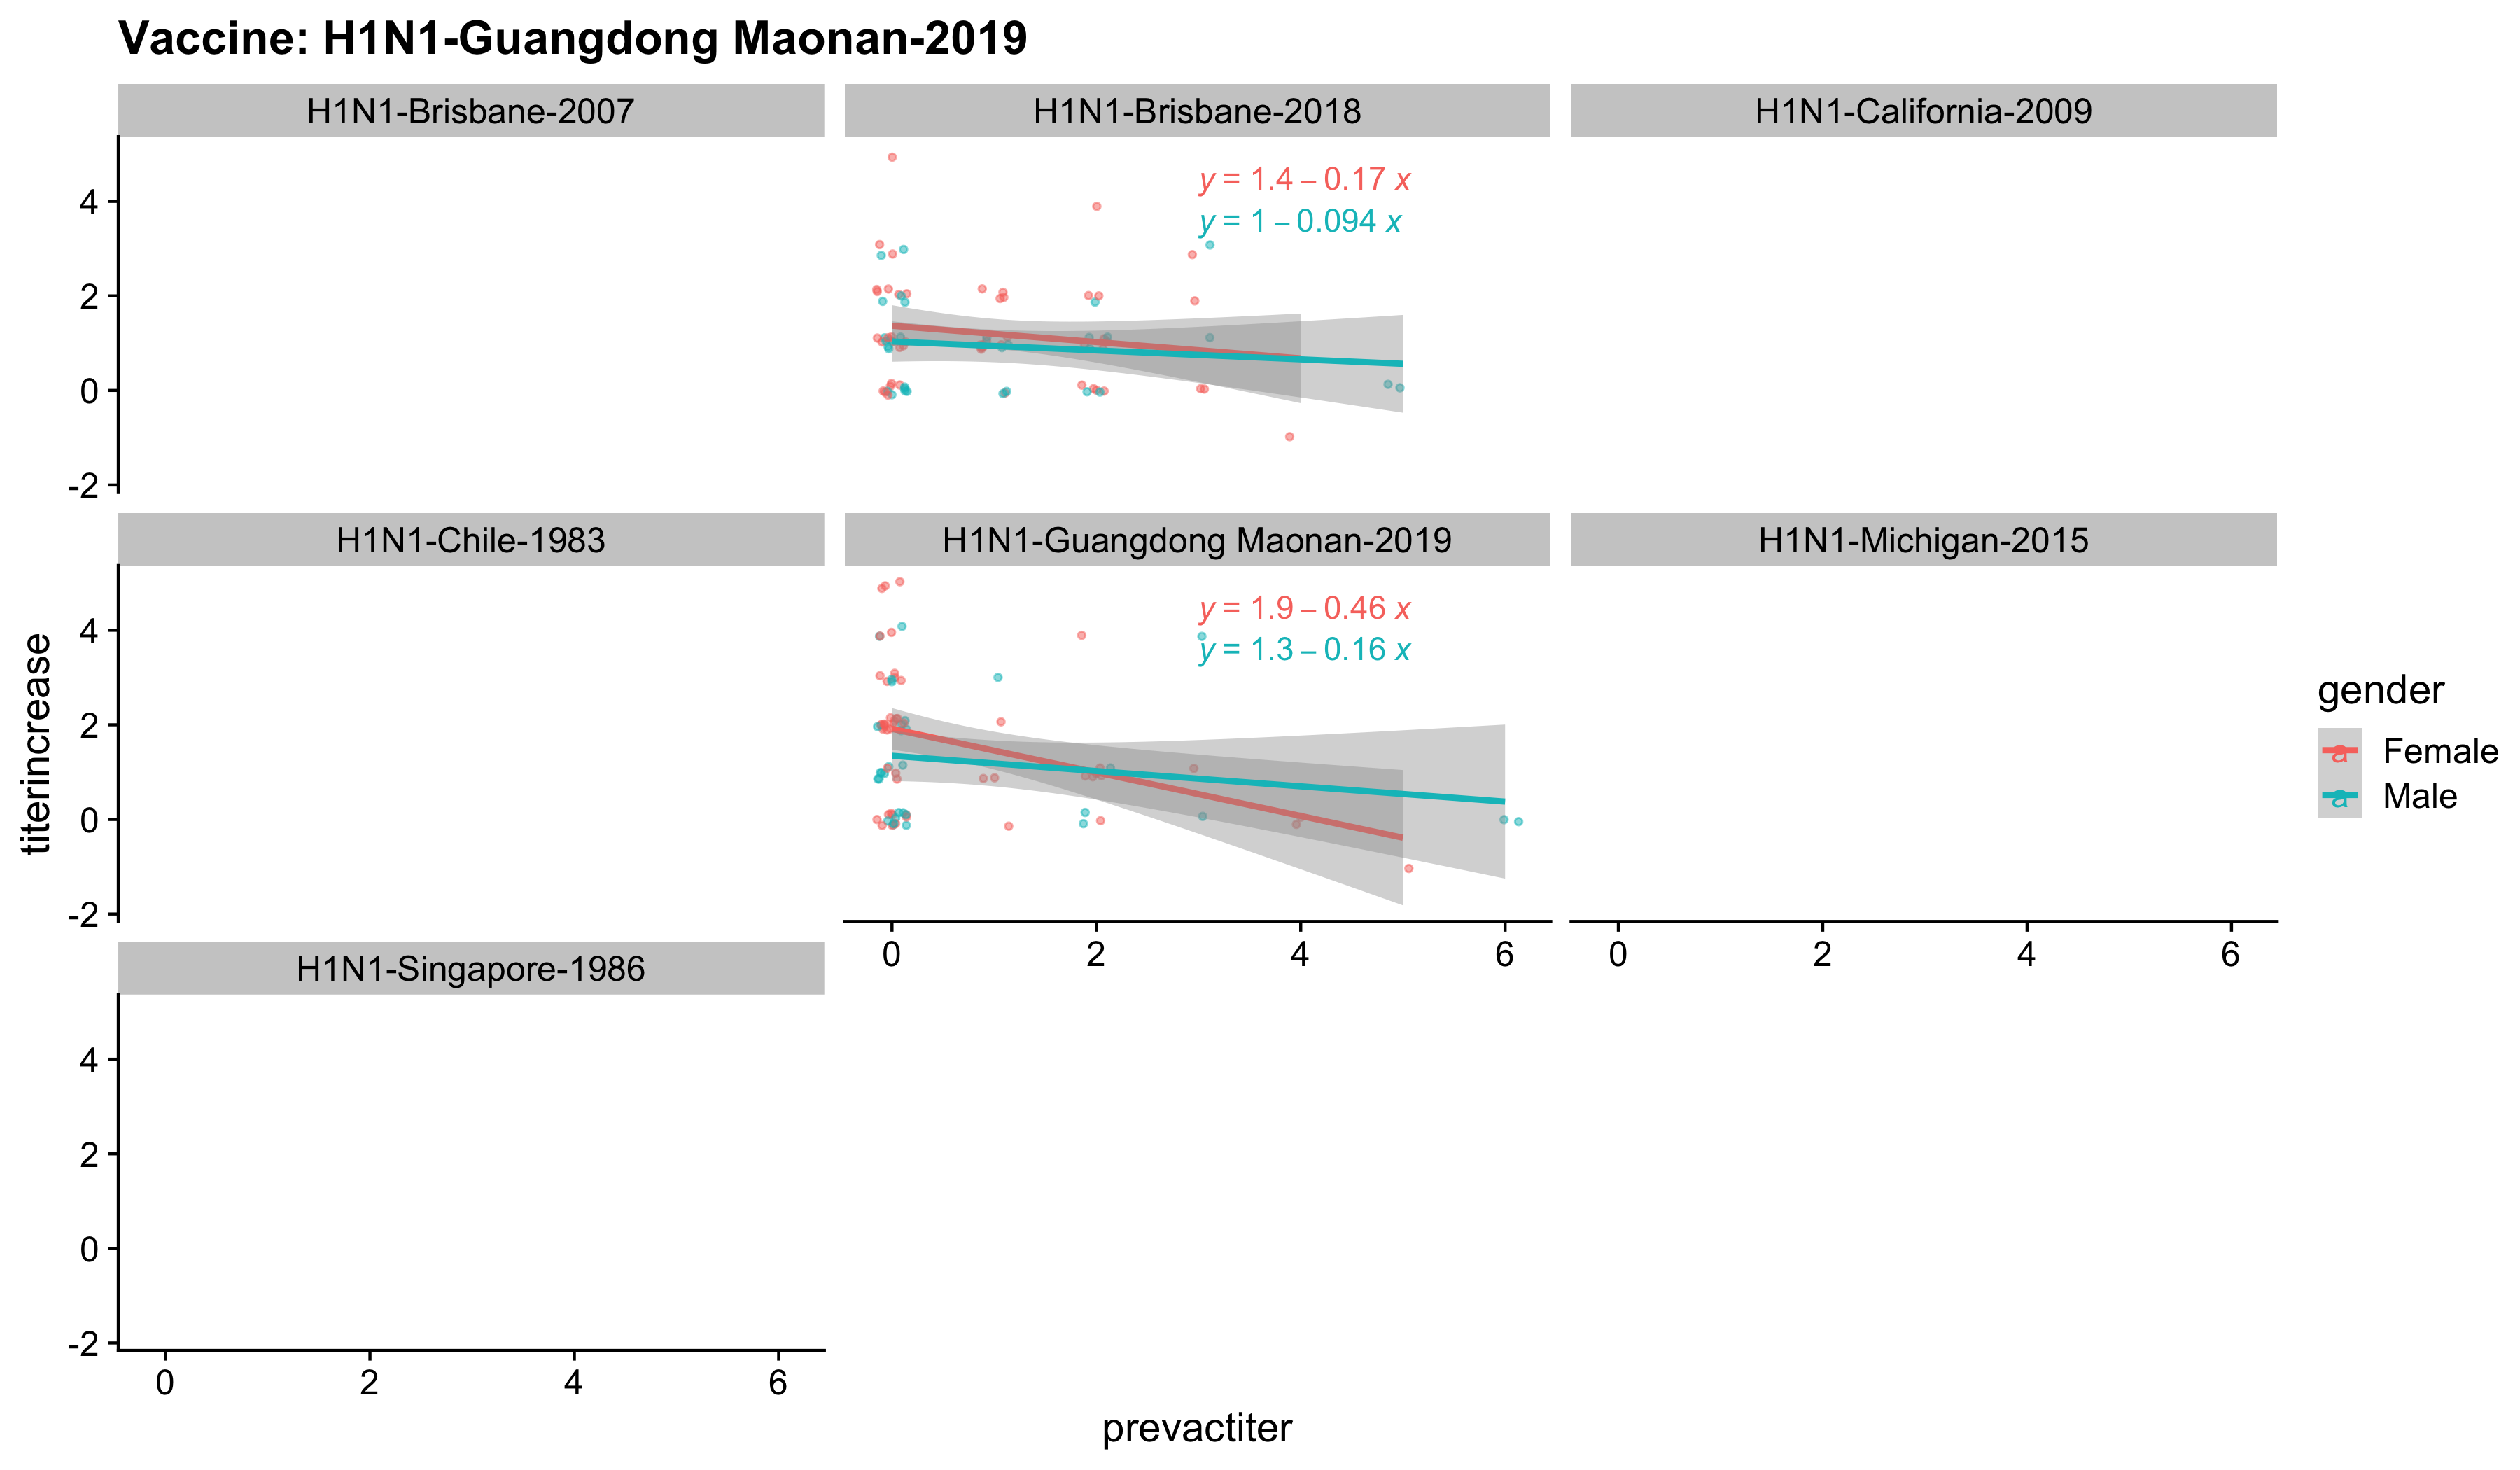 Vaccine: H1N1-Guangdong Maonan-2019
H1N1-Brisbane-2007
H1N1-Brisbane-2018
H1N1-California-2009
4
2
0
-2
y = 1.4 – 0.17 x
y = 1 – 0.094 x
H1N1-Chile-1983
H1N1-Guangdong Maonan-2019
H1N1-Michigan-2015
4
2
0
-2
y = 1.9 – 0.46 x
y = 1.3 – 0.16 x
0 2 4 6
0 2 4 6
H1N1-Singapore-1986
4
2
0
-2
0 2 4 6
prevactiter
titerincrease
gender
a Female
a Male